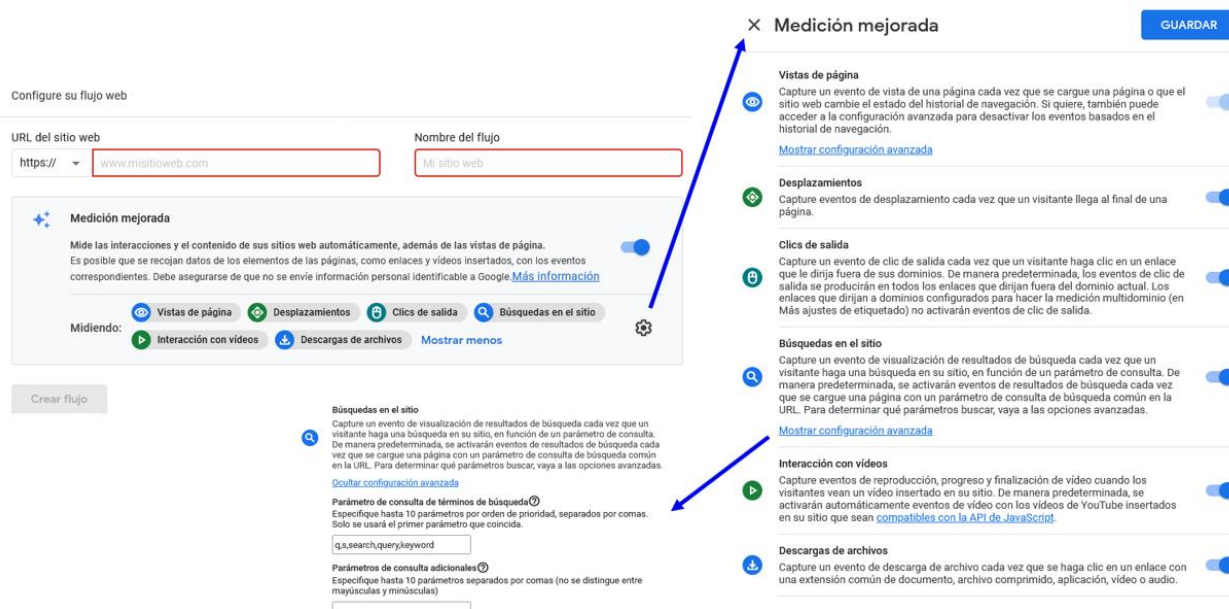 Configure su flujo web
URL del sitio web
Nombre del flujo
https://
www.misitioweb.com
Mi sitio web
Medición mejorada
Mide las interacciones y el contenido de sus sitios web automáticamente, además de las vistas de página.
Es posible que se recojan datos de los elementos de las páginas, como enlaces y vídeos insertados, con los eventos
correspondientes. Debe asegurarse de que no se envíe información personal identificable a Google.Más información
Midiendo:
Vistas de página
Desplazamientos
Clics de salida
Búsquedas en el sitio
Interacción con vídeos
Descargas de archivos
Mostrar menos
Crear flujo
Búsquedas en el sitio
Capture un evento de visualización de resultados de búsqueda cada vez que un
visitante haga una búsqueda en su sitio, en función de un parámetro de consulta.
De manera predeterminada, se activarán eventos de resultados de búsqueda cada
vez que se cargue una página con un parámetro de consulta de búsqueda común
en la URL. Para determinar qué parámetros buscar, vaya a las opciones avanzadas.
Ocultar configuración avanzada
Parámetro de consulta de términos de búsqueda
Especifique hasta 10 parámetros por orden de prioridad, separados por comas.
Solo se usará el primer parámetro que coincida.
q,s,search,query,keyword
Parámetros de consulta adicionales
Especifique hasta 10 parámetros separados por comas (no se distingue entre
mayúsculas y minúsculas)
Medición mejorada
GUARDAR
Vistas de página
Capture un evento de vista de una página cada vez que se cargue una página o que el
sitio web cambie el estado del historial de navegación. Si quiere, también puede
acceder a la configuración avanzada para desactivar los eventos basados en el
historial de navegación.
Mostrar configuración avanzada
Desplazamientos
Capture eventos de desplazamiento cada vez que un visitante llega al final de una
página.
Clics de salida
Capture un evento de clic de salida cada vez que un visitante haga clic en un enlace
que le dirija fuera de sus dominios. De manera predeterminada, los eventos de clic de
salida se producirán en todos los enlaces que dirijan fuera del dominio actual. Los
enlaces que dirijan a dominios configurados para hacer la medición multidominio (en
Más ajustes de etiquetado) no activarán eventos de clic de salida.
Búsquedas en el sitio
Capture un evento de visualización de resultados de búsqueda cada vez que un
visitante haga una búsqueda en su sitio, en función de un parámetro de consulta. De
manera predeterminada, se activarán eventos de resultados de búsqueda cada vez
que se cargue una página con un parámetro de búsqueda común en la
URL. Para determinar qué parámetros buscar, vaya a las opciones avanzadas.
Mostrar configuración avanzada
Interacción con vídeos
Capture eventos de reproducción, progreso y finalización de vídeo cuando los
visitantes vean un vídeo insertado en su sitio. De manera predeterminada, se
activarán automáticamente eventos de vídeo con los vídeos de YouTube insertados
en su sitio que sean compatibles con la API de JavaScript.
Descargas de archivos
Capture un evento de descarga de archivo cada vez que se haga clic en un enlace con
una extensión común de documento, archivo comprimido, aplicación, vídeo o audio.